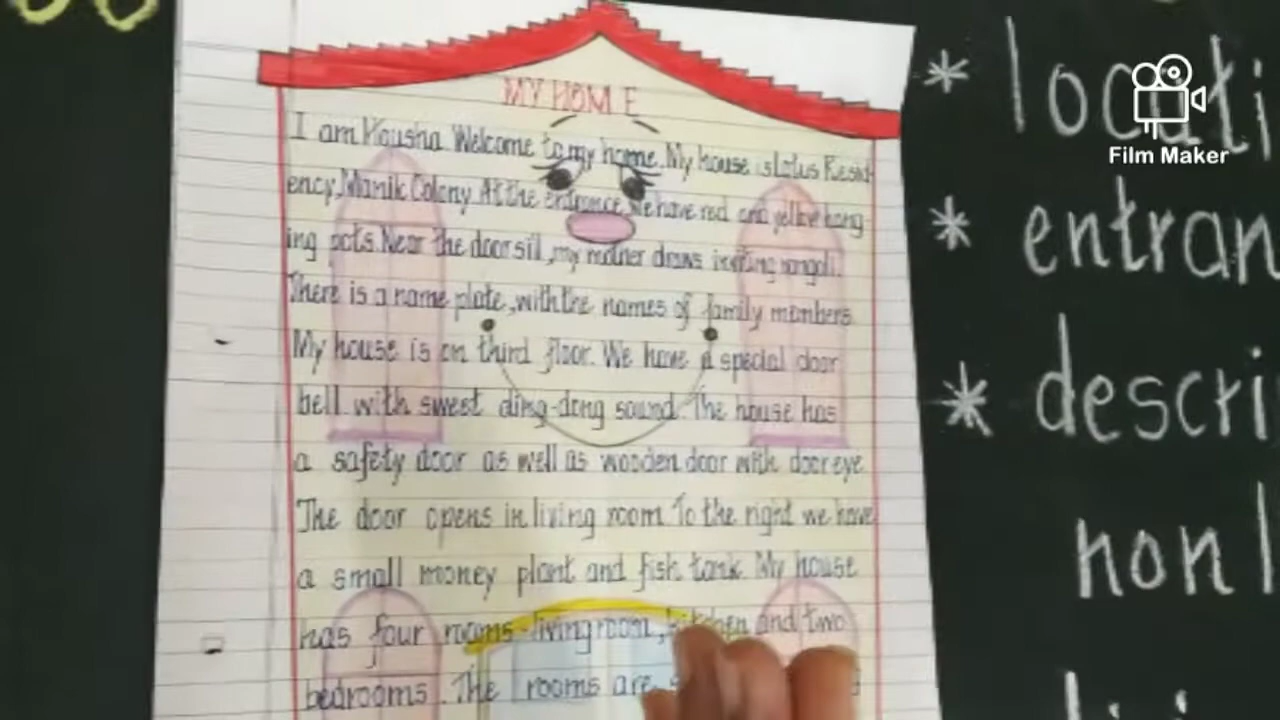 MY HOME
I am Mousha. Welcome to my home. My house is lotus Resid-
ency, Manik Colony. At the entrance, we have red and yellow hang
ing pots. Near the doorsill, my mother draws inviting rangoli.
There is a name plate, with the names of family members.
My house is on third floor. We have a special door
bell with sweet ding-dong sound. The house has
a safety door as well as wooden door with door eye
The door opens in living room. To the right we have
a small money plant and fish tank. My house
has four rooms - living room, kitchen and two
bedrooms. The rooms are
* locati
* entran
* descri
non l
Film Maker